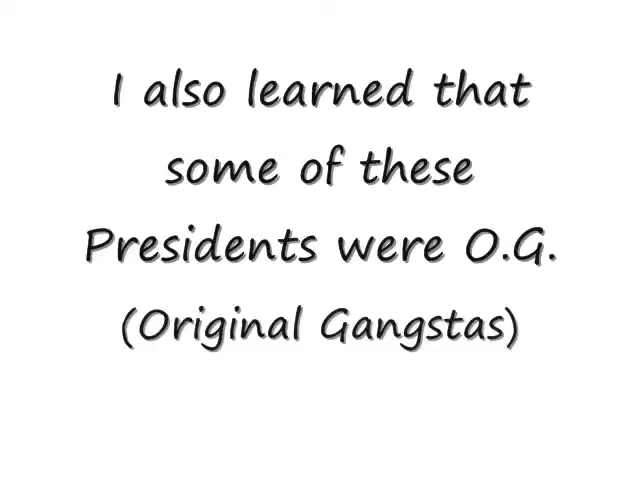 I also learned that
some of these
Presidents were O.G.
(Original Gangstas)